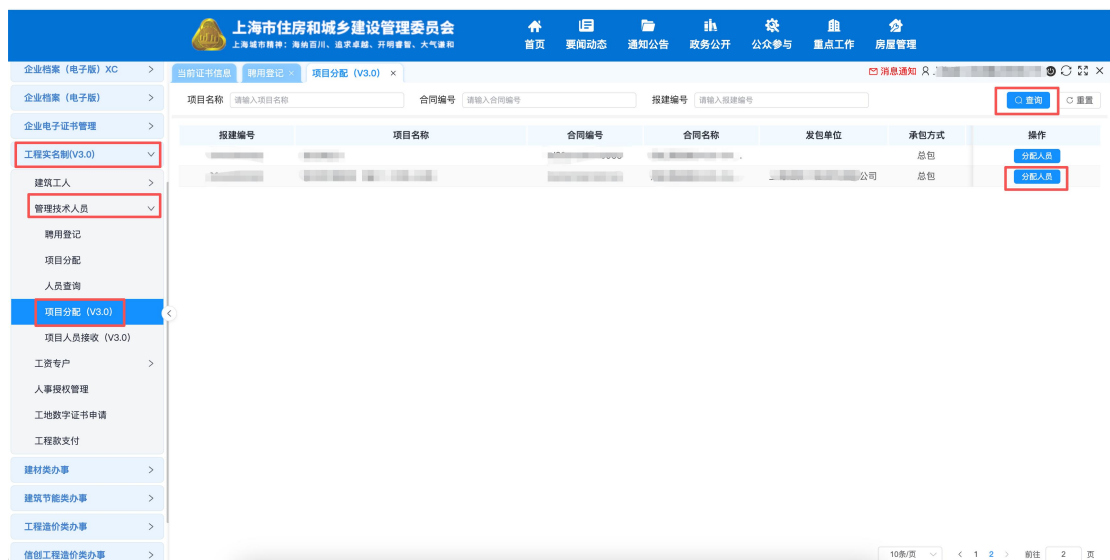 上海市住房和城乡建设管理委员会
上海城市精神：海纳百川、追求卓越、开明睿智、大气谦和
首页 要闻动态 通知公告 政务公开 公众参与 重点工作 房屋管理
企业档案（电子版）XC
企业档案（电子版）
企业电子证书管理
工程实名制(V3.0)
建筑工人
管理技术人员
聘用登记
项目分配
人员查询
项目分配（V3.0）
项目人员接收（V3.0）
工资专户
人事授权管理
工地数字证书申请
工程款支付
建材类办事
建筑节能类办事
工程造价类办事
信创工程造价类办事
当前证书信息 聘用登记 × 项目分配（V3.0） ×
消息通知
项目名称 请输入项目名称 合同编号 请输入合同编号 报建编号 请输入报建编号 查询 重置
报建编号 项目名称 合同编号 合同名称 发包单位 承包方式 操作
总包 分配人员
公司 总包 分配人员
10条/页 < 1 2 > 前往 2 页